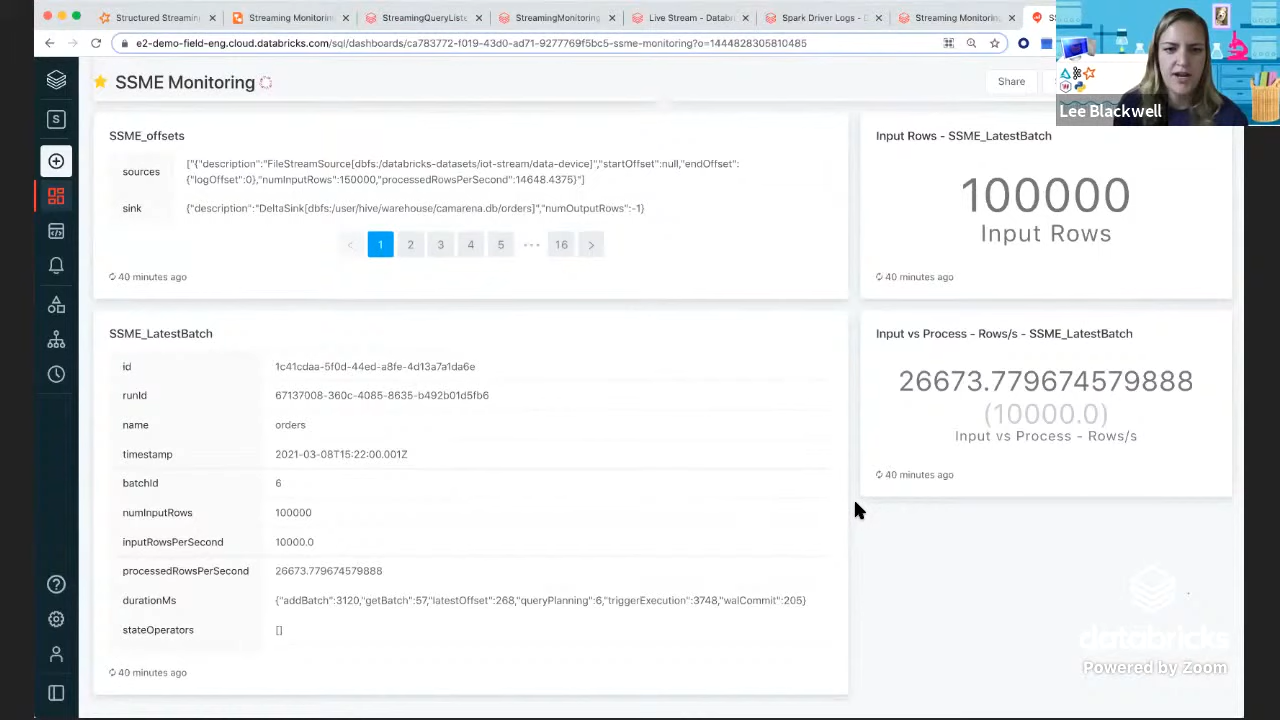 Structured Streamin
Streaming Monitorin
StreamingQueryListe
StreamingMonitoring
Live Stream - Datab
Spark Driver Logs - D
Streaming Monitorin
e2-demo-field-eng.cloud.databricks.com/sql/dashboards/ca783772-f019-43d0-ad71-9277769f5bc5-ssme-monitoring?o=1444828305810485
SSME Monitoring
Share
Lee Blackwell
SSME_offsets
sources
["{"description":"FileStreamSource[dbfs:/databricks-datasets/iot-stream/data-device]","startOffset":null,"endOffset":
{"logOffset":0},"numInputRows":150000,"processedRowsPerSecond":14648.4375}"]
sink
{"description":"DeltaSink[dbfs:/user/hive/warehouse/camarena.db/orders]","numOutputRows":-1}
< 1 2 3 4 5 ••• 16 >
40 minutes ago
Input Rows - SSME_LatestBatch
100000
Input Rows
40 minutes ago
SSME_LatestBatch
id 1c41cdaa-5f0d-44ed-a8fe-4d13a7a1da6e
runId 67137008-360c-4085-8635-b492b01d5fb6
name orders
timestamp 2021-03-08T15:22:00.001Z
batchId 6
numInputRows 100000
inputRowsPerSecond 10000.0
processedRowsPerSecond 26673.779674579888
durationMs {"addBatch":3120,"getBatch":57,"latestOffset":268,"queryPlanning":6,"triggerExecution":3748,"walCommit":205}
stateOperators []
40 minutes ago
Input vs Process - Rows/s - SSME_LatestBatch
26673.779674579888
(10000.0)
Input vs Process - Rows/s
40 minutes ago
databricks
Powered by Zoom